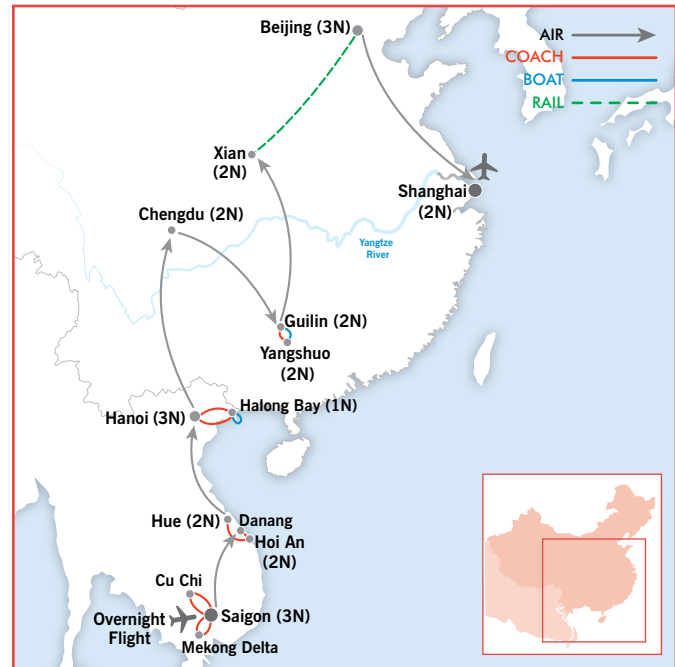 Beijing (3N)
AIR
COACH
BOAT
RAIL
Xian
(2N)
Shanghai
(2N)
Chengdu (2N)
Yangtze
River
Guilin (2N)
Yangshuo
(2N)
Halong Bay (1N)
Hanoi (3N)
Hue (2N)
Danang
Hoi An
(2N)
Cu Chi
Overnight
Flight
Saigon (3N)
Mekong Delta